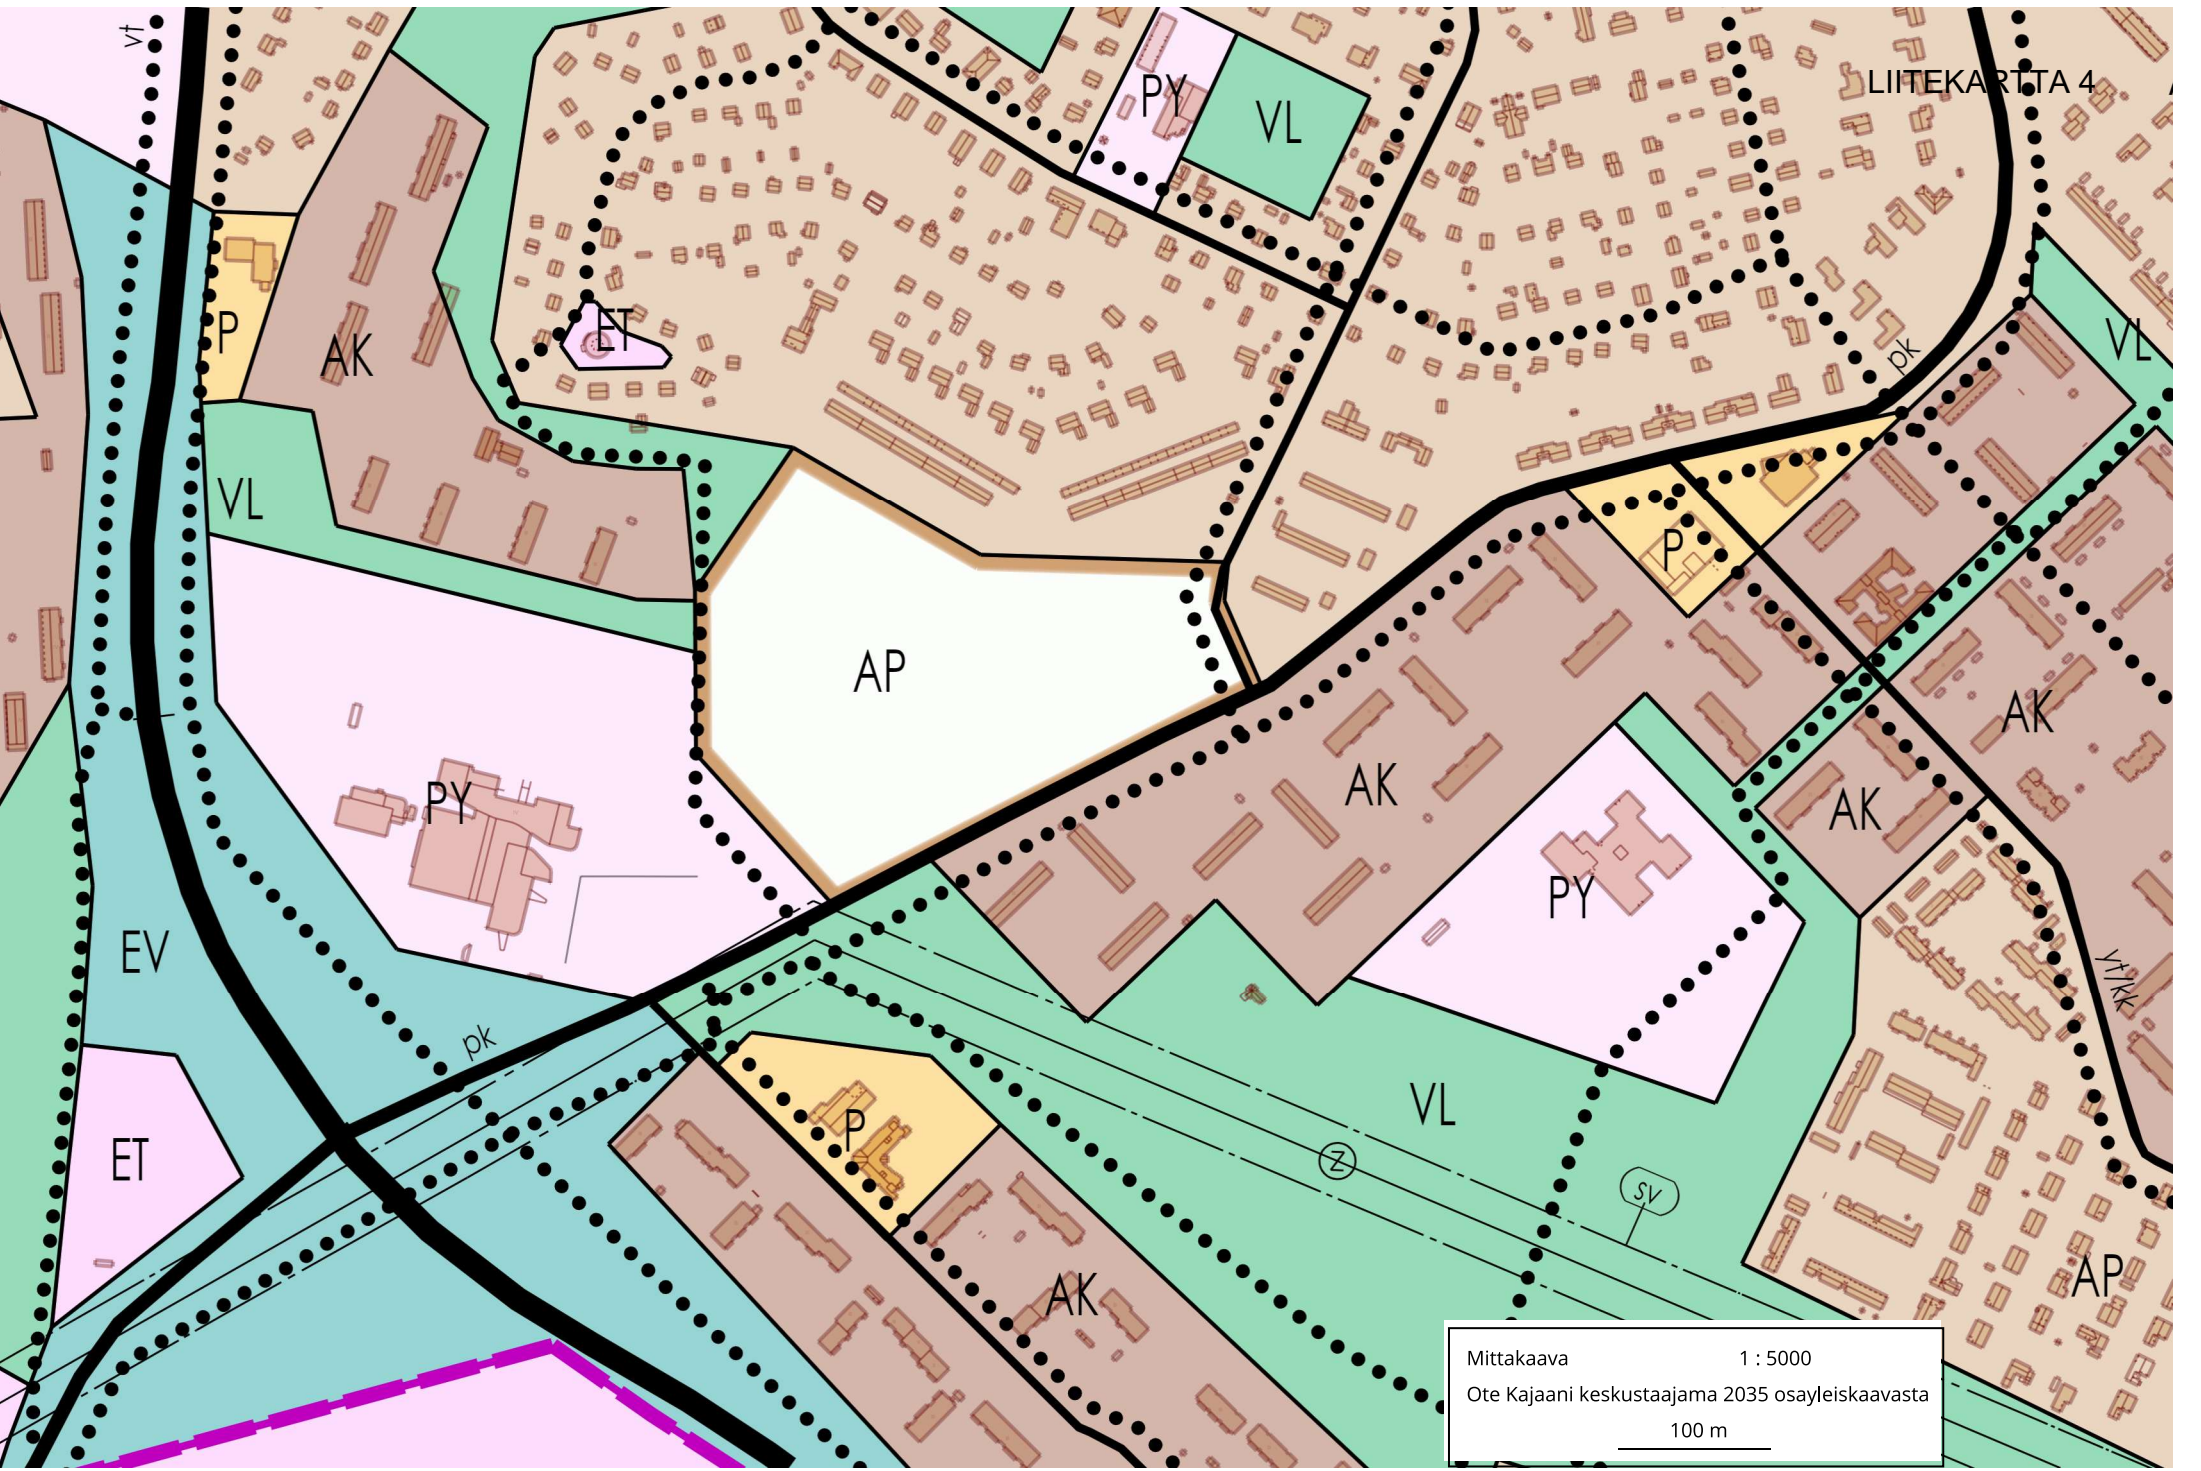 vt
PY
LIITEKARTTA 4
VL
P
ET
AK
pk
VL
VL
P
AP
AK
AK
AK
PY
PY
EV
yt/kk
pk
VL
P
ET
Z
sv
AP
AK
Mittakaava 1 : 5000
Ote Kajaani keskustaajama 2035 osayleiskaavasta
100 m